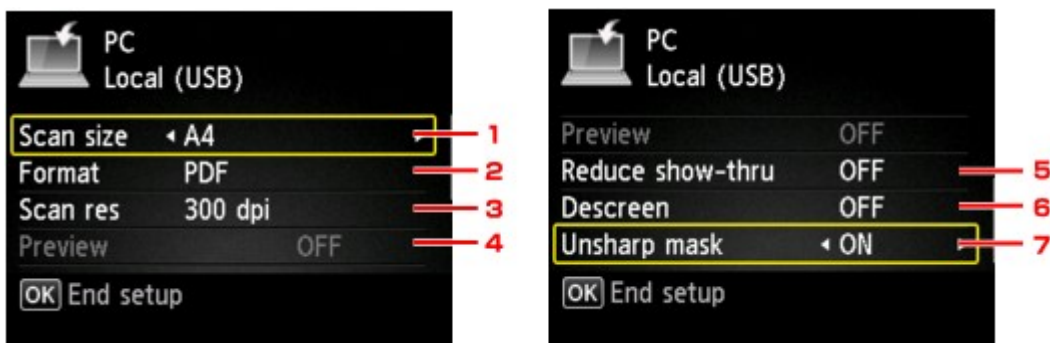 PC
Local (USB)
Scan size A4 1
Format PDF 2
Scan res 300 dpi 3
Preview OFF 4
OK End setup
PC
Local (USB)
Preview OFF
Reduce show-thru OFF 5
Descreen OFF 6
Unsharp mask ON 7
OK End setup